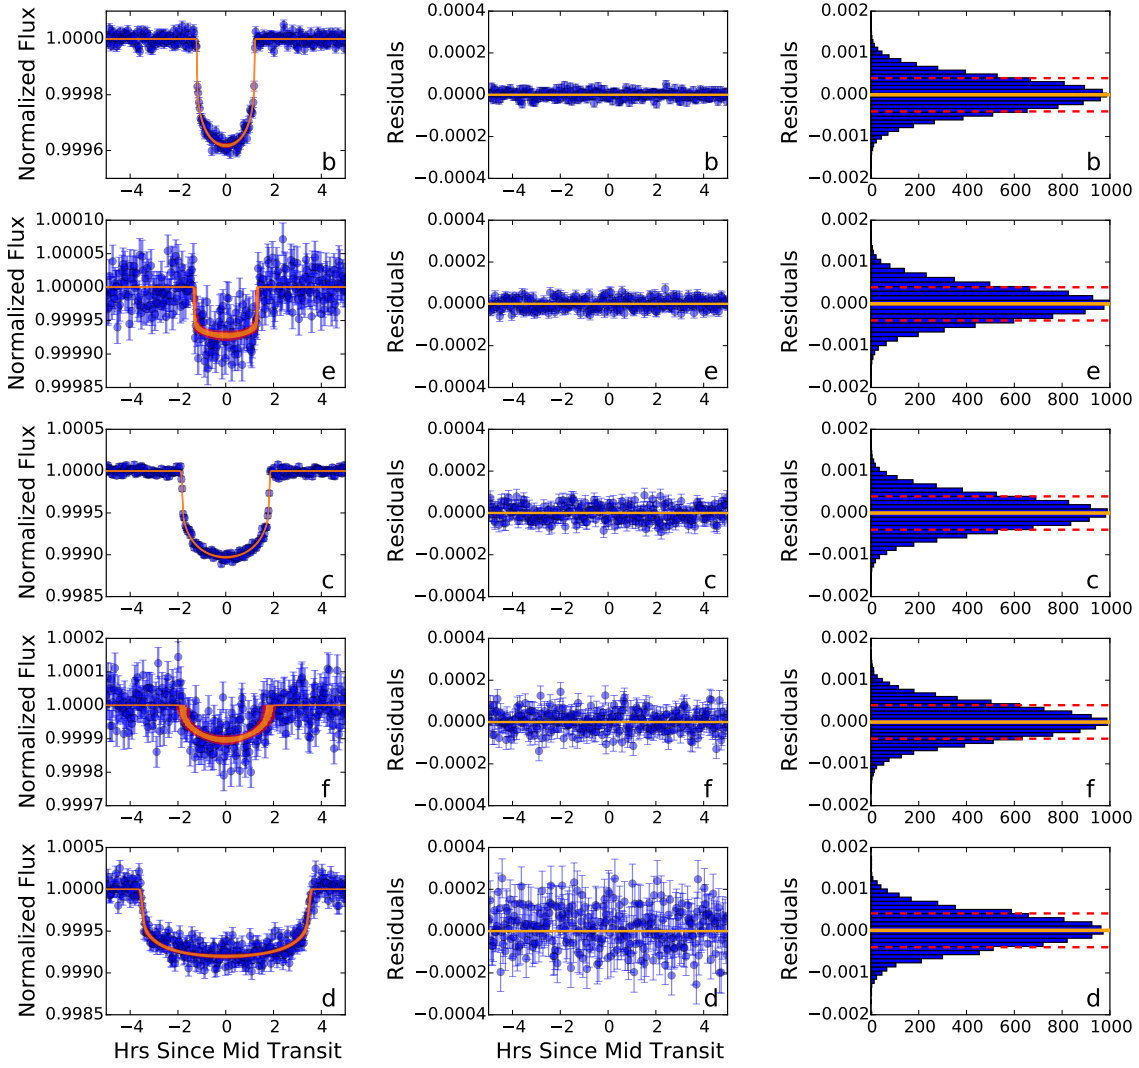 1.0000
0.9998
0.9996
Normalized Flux
−4 −2 0 2 4
b
0.0004
0.0002
0.0000
−0.0002
−0.0004
Residuals
−4 −2 0 2 4
b
0.002
0.001
0.000
−0.001
−0.002
Residuals
0 200 400 600 800 1000
b
1.00010
1.00005
1.00000
0.99995
0.99990
0.99985
Normalized Flux
−4 −2 0 2 4
e
0.0004
0.0002
0.0000
−0.0002
−0.0004
Residuals
−4 −2 0 2 4
e
0.002
0.001
0.000
−0.001
−0.002
Residuals
0 200 400 600 800 1000
e
1.0005
1.0000
0.9995
0.9990
0.9985
Normalized Flux
−4 −2 0 2 4
c
0.0004
0.0002
0.0000
−0.0002
−0.0004
Residuals
−4 −2 0 2 4
c
0.002
0.001
0.000
−0.001
−0.002
Residuals
0 200 400 600 800 1000
c
1.0002
1.0001
1.0000
0.9999
0.9998
0.9997
Normalized Flux
−4 −2 0 2 4
f
0.0004
0.0002
0.0000
−0.0002
−0.0004
Residuals
−4 −2 0 2 4
f
0.002
0.001
0.000
−0.001
−0.002
Residuals
0 200 400 600 800 1000
f
1.0005
1.0000
0.9995
0.9990
0.9985
Normalized Flux
−4 −2 0 2 4
d
Hrs Since Mid Transit
0.0004
0.0002
0.0000
−0.0002
−0.0004
Residuals
−4 −2 0 2 4
d
Hrs Since Mid Transit
0.002
0.001
0.000
−0.001
−0.002
Residuals
0 200 400 600 800 1000
d